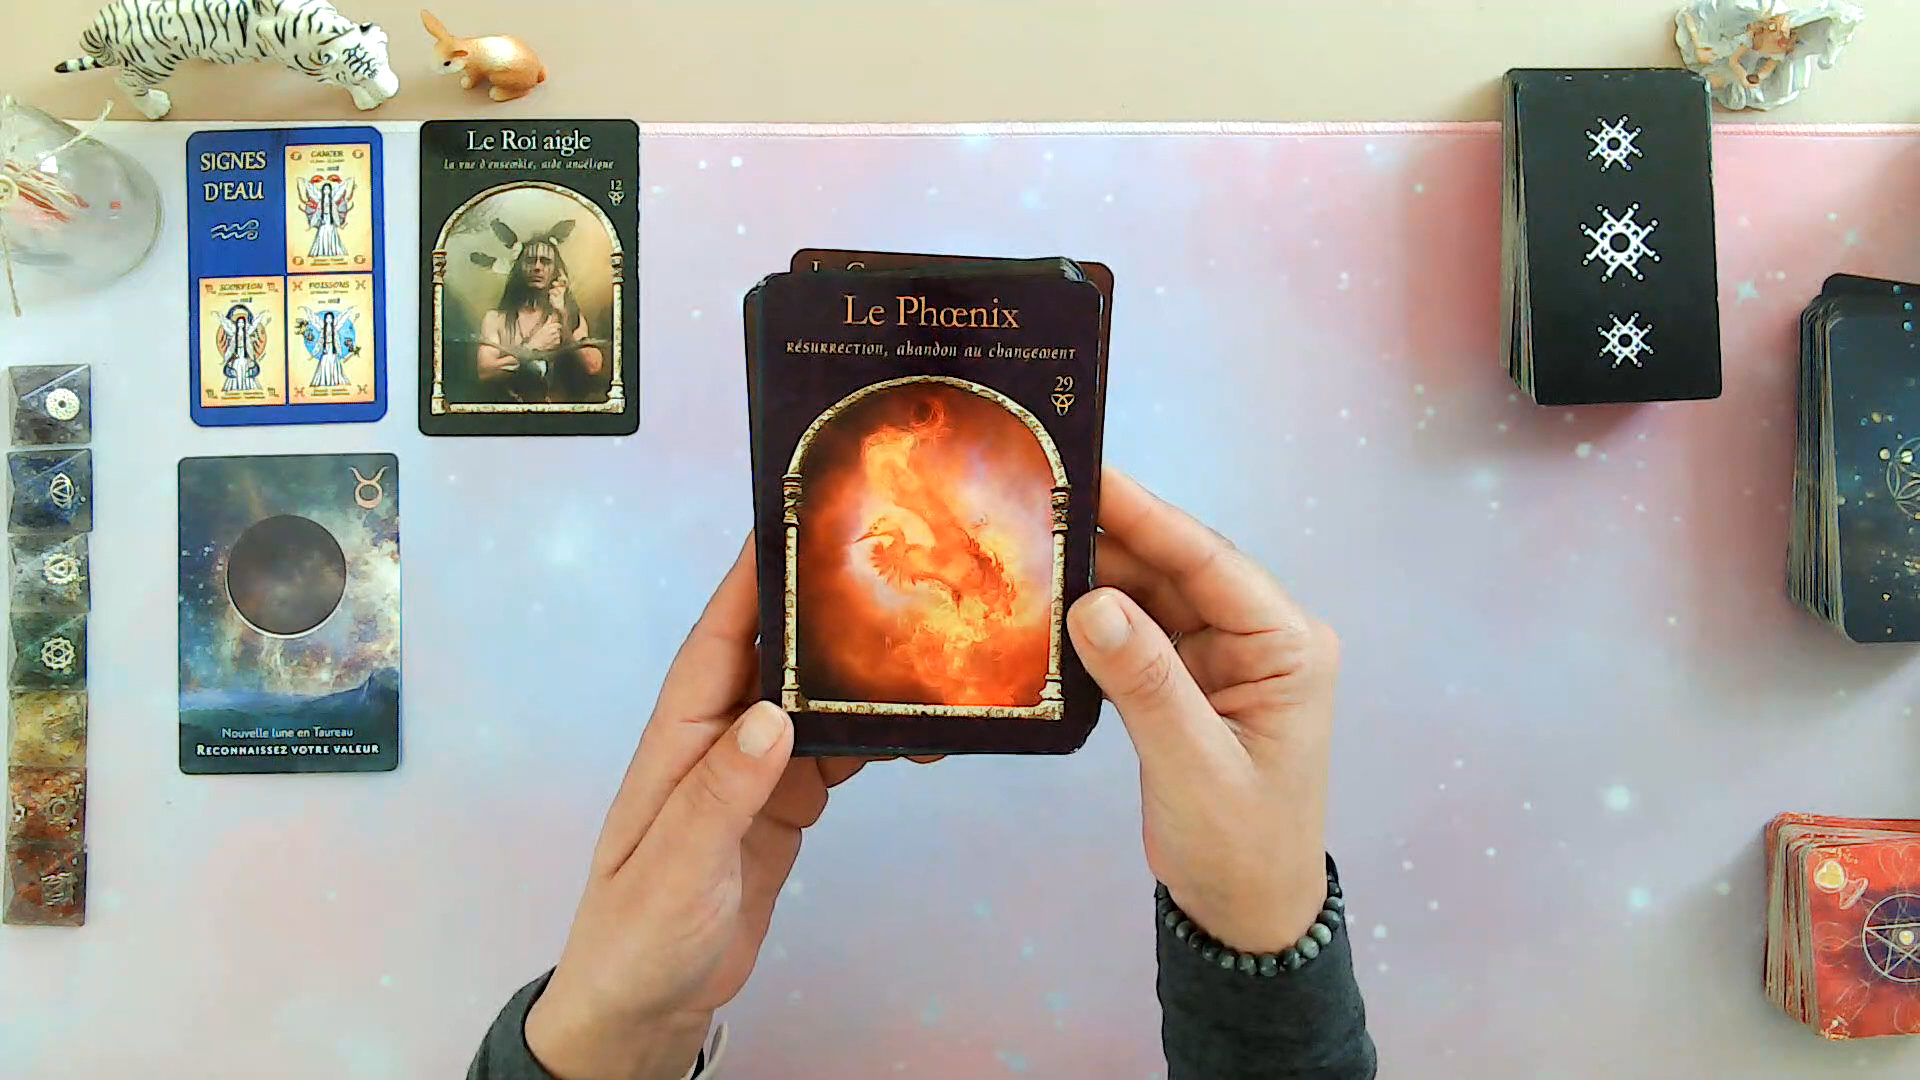 SIGNES
D'EAU
CANCER
SCORPION
POISSONS
Le Roi aigle
la vue d'ensemble, aide angélique
12
Nouvelle lune en Taureau
RECONNAISSEZ VOTRE VALEUR
Le Phœnix
RÉSURRECTION, abandon au changement
29